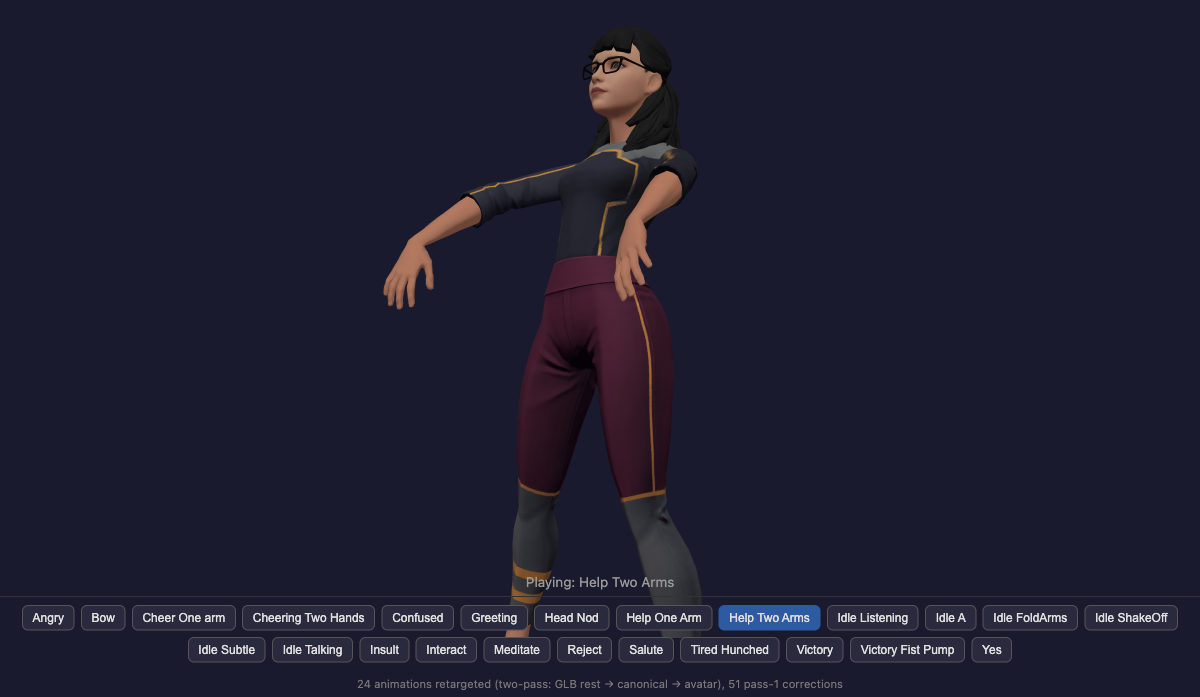 Playing: Help Two Arms
Angry Bow Cheer One arm Cheering Two Hands Confused Greeting Head Nod Help One Arm Help Two Arms Idle Listening Idle A Idle FoldArms Idle ShakeOff
Idle Subtle Idle Talking Insult Interact Meditate Reject Salute Tired Hunched Victory Victory Fist Pump Yes
24 animations retargeted (two-pass: GLB rest → canonical → avatar), 51 pass-1 corrections